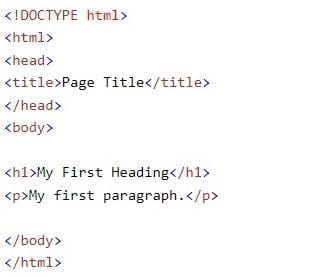 <!DOCTYPE html>
<html>
<head>
<title>Page Title</title>
</head>
<body>
<h1>My First Heading</h1>
<p>My first paragraph.</p>
</body>
</html>